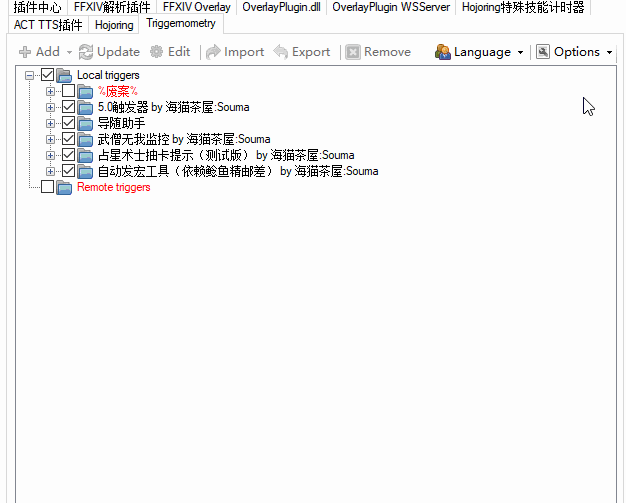 插件中心 FFXIV解析插件 FFXIV Overlay OverlayPlugin.dll OverlayPlugin WSServer Hojoring特殊技能计时器
ACT TTS插件 Hojoring Triggernometry
Add Update Edit Import Export Remove Language Options
Local triggers
%废案%
5.0触发器 by 海猫茶屋:Souma
导随助手
武僧无我监控 by 海猫茶屋:Souma
占星术士抽卡提示（测试版） by 海猫茶屋:Souma
自动发宏工具（依赖鲶鱼精邮差） by 海猫茶屋:Souma
Remote triggers